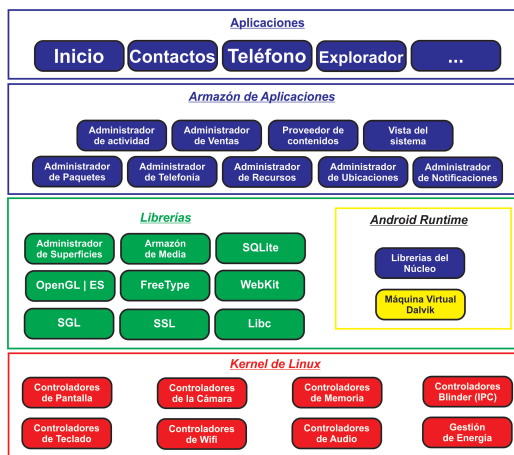 Aplicaciones
Inicio
Contactos
Teléfono
Explorador
...
Armazón de Aplicaciones
Administrador
de actividad
Administrador
de Ventas
Proveedor de
contenidos
Vista del
sistema
Administrador
de Paquetes
Administrador
de Telefonía
Administrador
de Recursos
Administrador
de Ubicaciones
Administrador
de Notificaciones
Librerías
Administrador
de Superficies
Armazón
de Media
SQLite
OpenGL | ES
FreeType
WebKit
SGL
SSL
Libc
Android Runtime
Librerías del
Núcleo
Máquina Virtual
Dalvik
Kernel de Linux
Controladores
de Pantalla
Controladores
de la Cámara
Controladores
de Memoria
Controladores
Blinder (IPC)
Controladores
de Teclado
Controladores
de Wifi
Controladores
de Audio
Gestión
de Energía